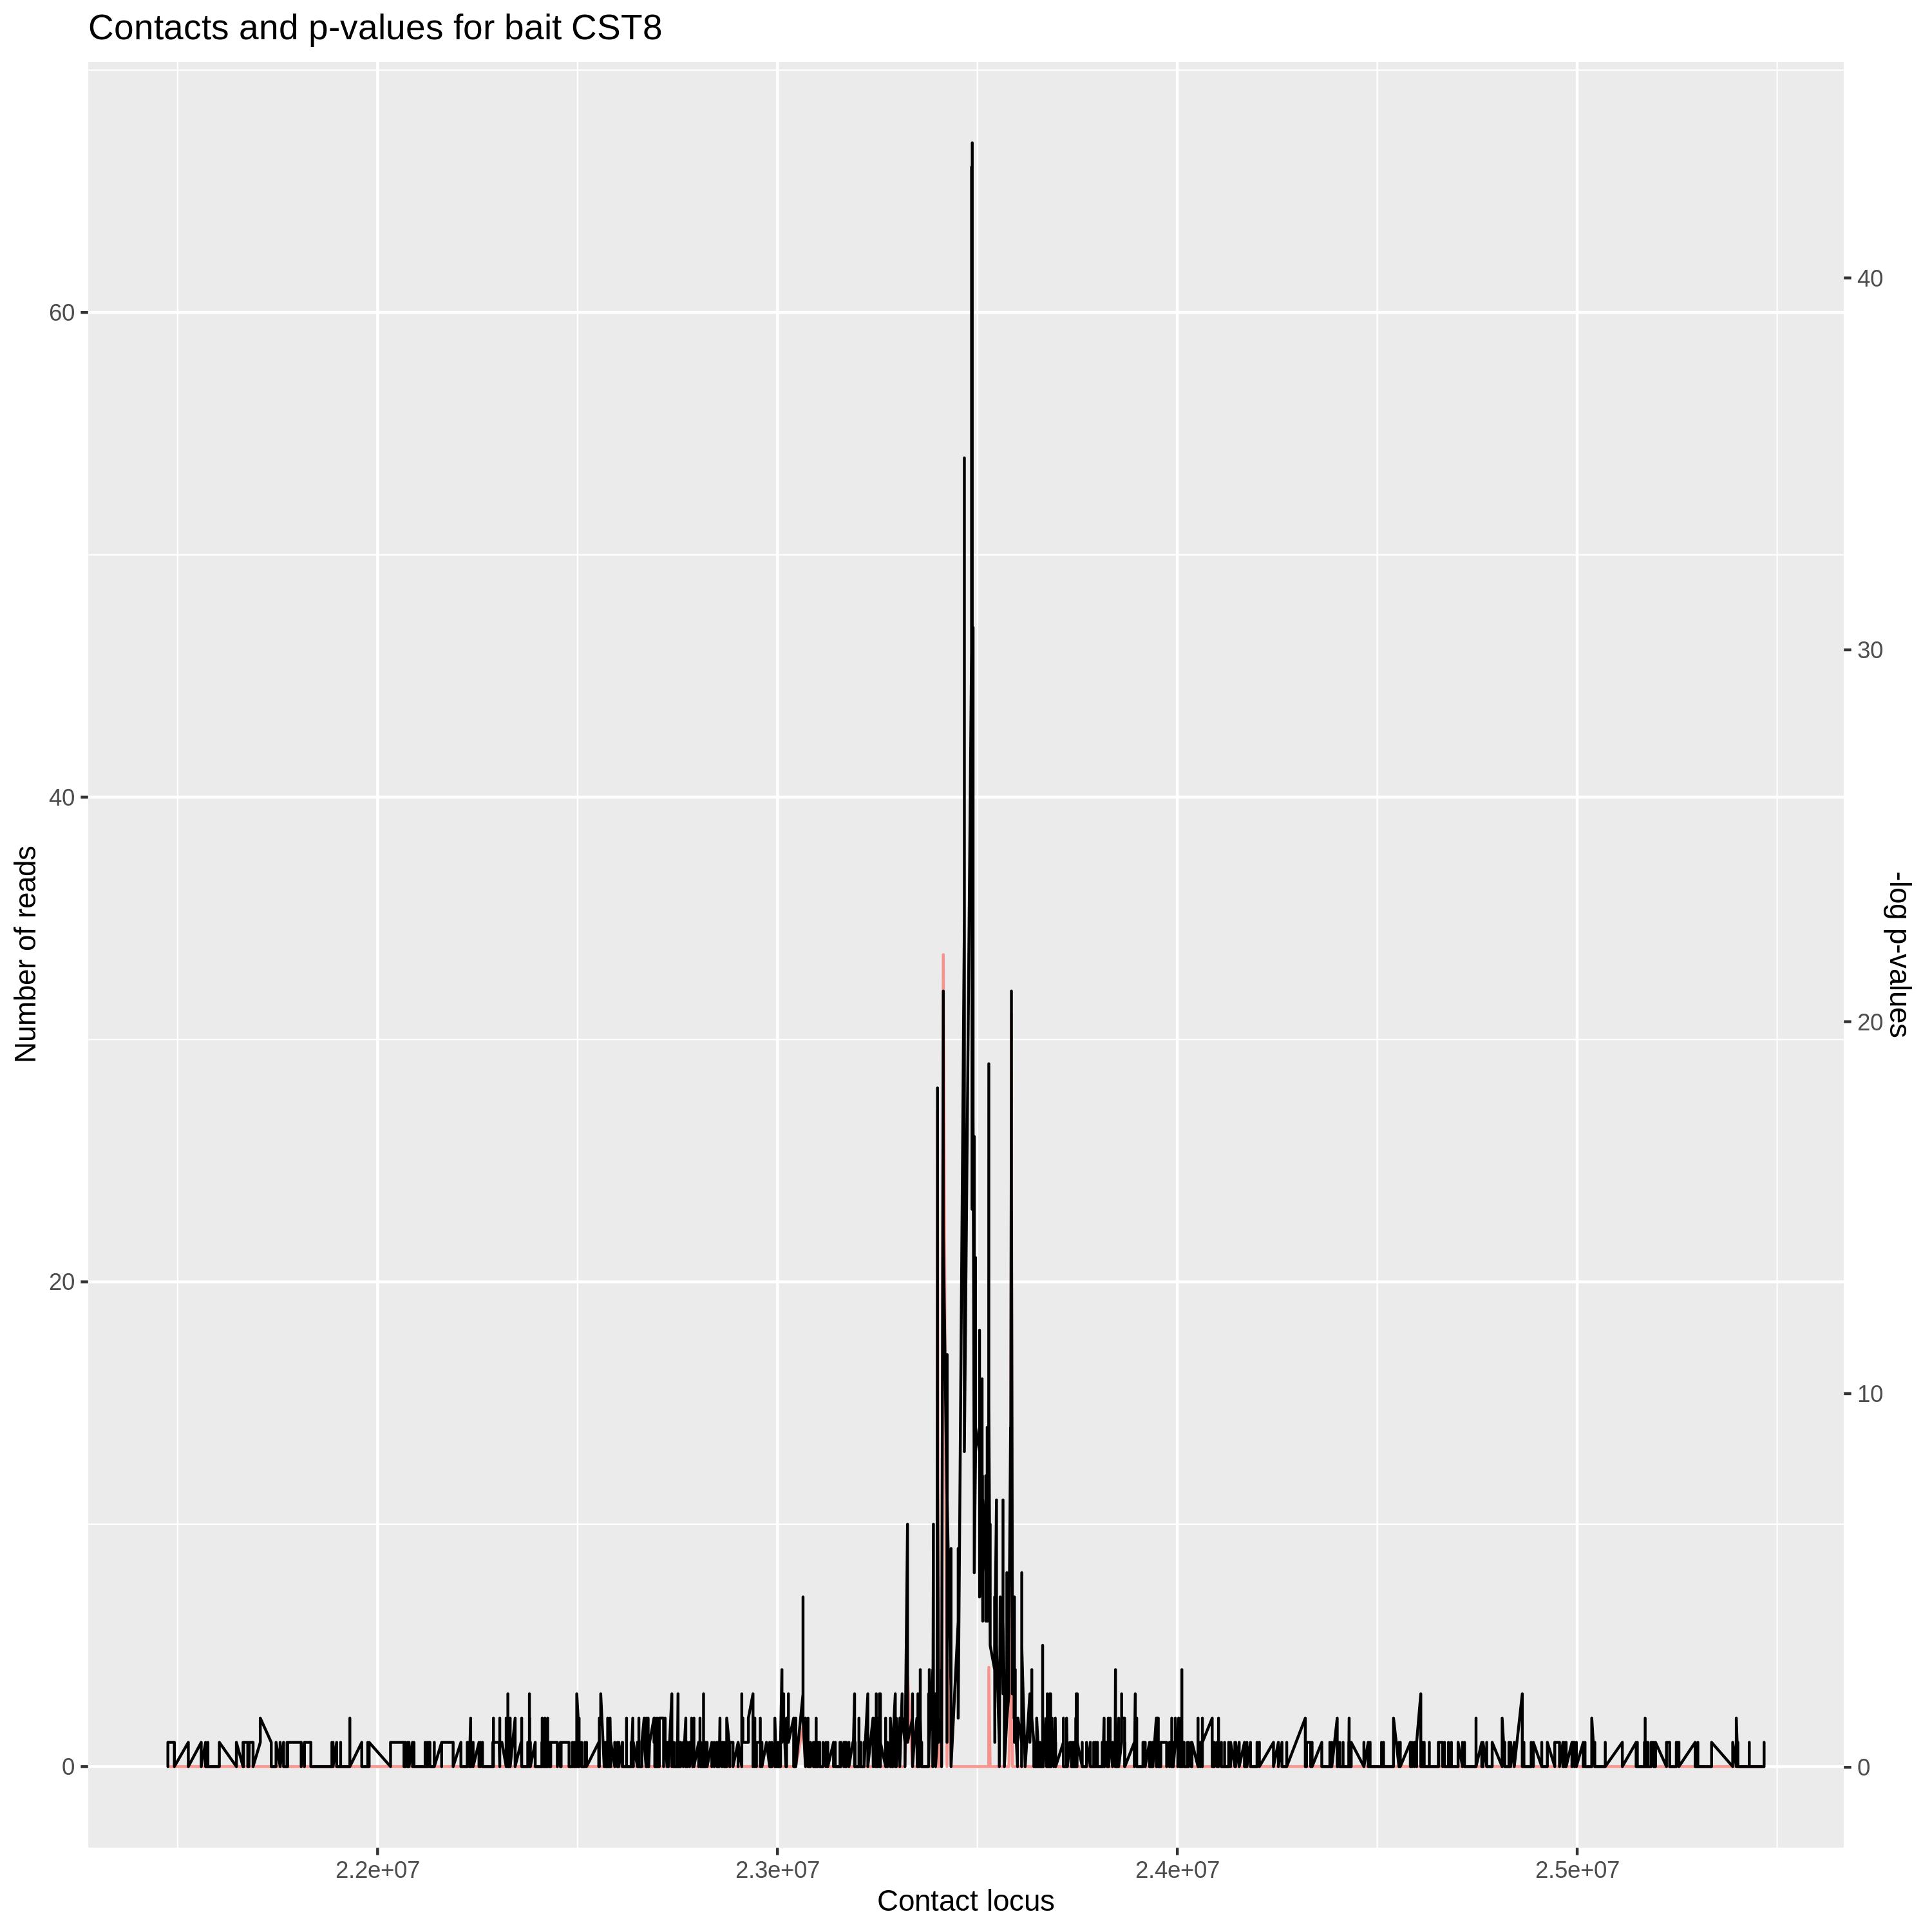 Contacts and p-values for bait CST8
60
40
20
0
Number of reads
40
30
20
10
0
-log p-values
2.2e+07
2.3e+07
2.4e+07
2.5e+07
Contact locus